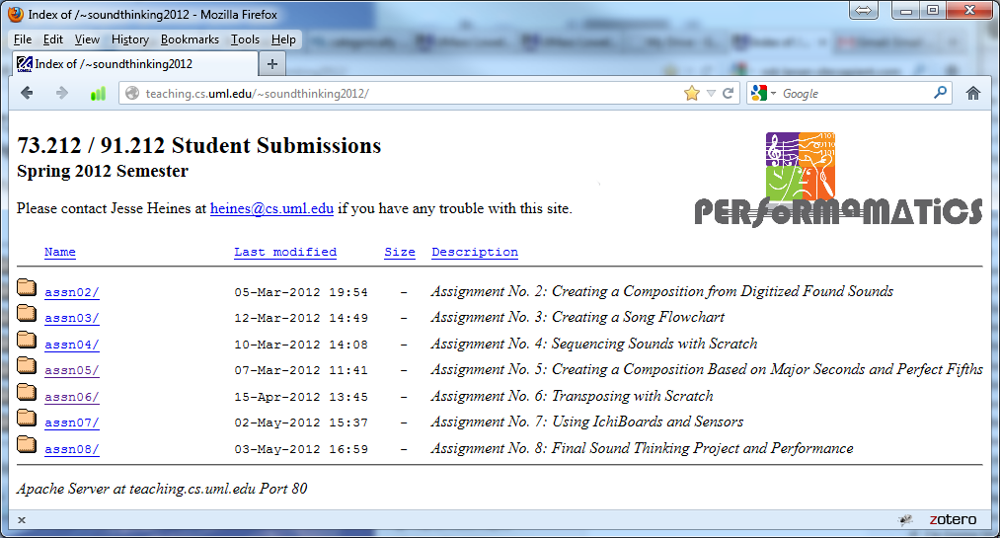 Index of /~soundthinking2012 - Mozilla Firefox
File Edit View History Bookmarks Tools Help
Index of /~soundthinking2012
teaching.cs.uml.edu/~soundthinking2012/
Google
73.212 / 91.212 Student Submissions
Spring 2012 Semester
Please contact Jesse Heines at heines@cs.uml.edu if you have any trouble with this site.
PERFORMAMATiCS
Name Last modified Size Description
assn02/ 05-Mar-2012 19:54 - Assignment No. 2: Creating a Composition from Digitized Found Sounds
assn03/ 12-Mar-2012 14:49 - Assignment No. 3: Creating a Song Flowchart
assn04/ 10-Mar-2012 14:08 - Assignment No. 4: Sequencing Sounds with Scratch
assn05/ 07-Mar-2012 11:41 - Assignment No. 5: Creating a Composition Based on Major Seconds and Perfect Fifths
assn06/ 15-Apr-2012 13:45 - Assignment No. 6: Transposing with Scratch
assn07/ 02-May-2012 15:37 - Assignment No. 7: Using IchiBoards and Sensors
assn08/ 03-May-2012 16:59 - Assignment No. 8: Final Sound Thinking Project and Performance
Apache Server at teaching.cs.uml.edu Port 80
x
zotero